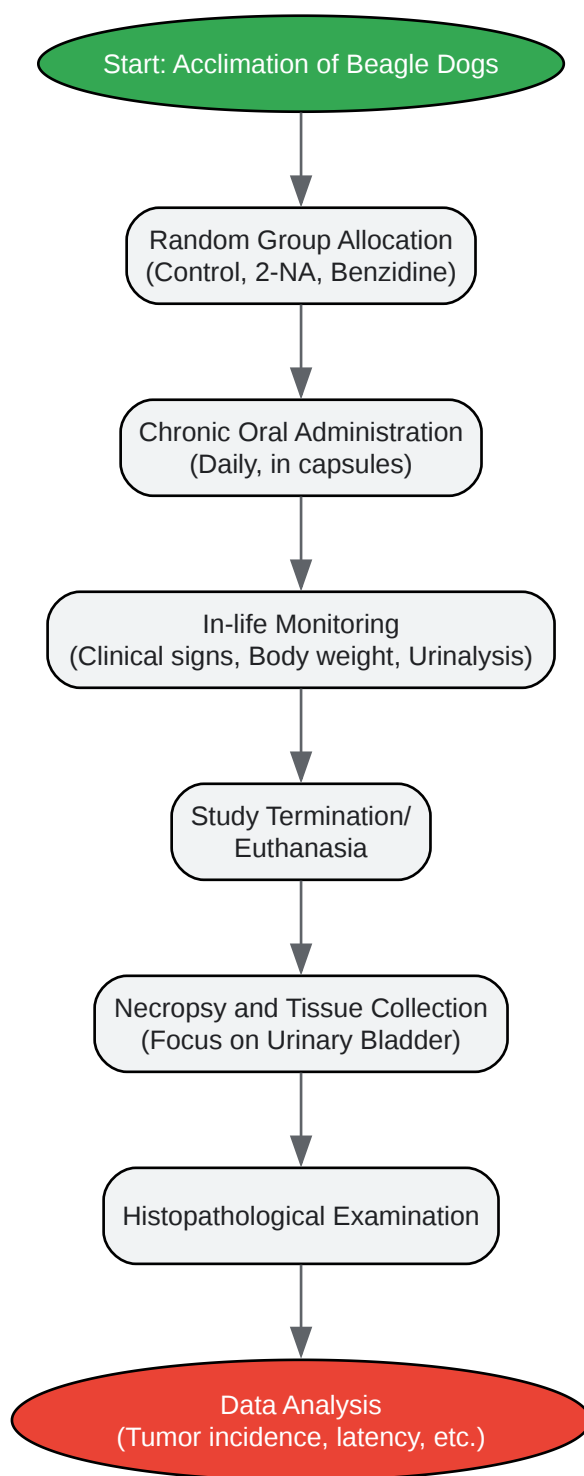 Start: Acclimation of Beagle Dogs
Random Group Allocation
(Control, 2-NA, Benzidine)
Chronic Oral Administration
(Daily, in capsules)
In-life Monitoring
(Clinical signs, Body weight, Urinalysis)
Study Termination/
Euthanasia
Necropsy and Tissue Collection
(Focus on Urinary Bladder)
Histopathological Examination
Data Analysis
(Tumor incidence, latency, etc.)